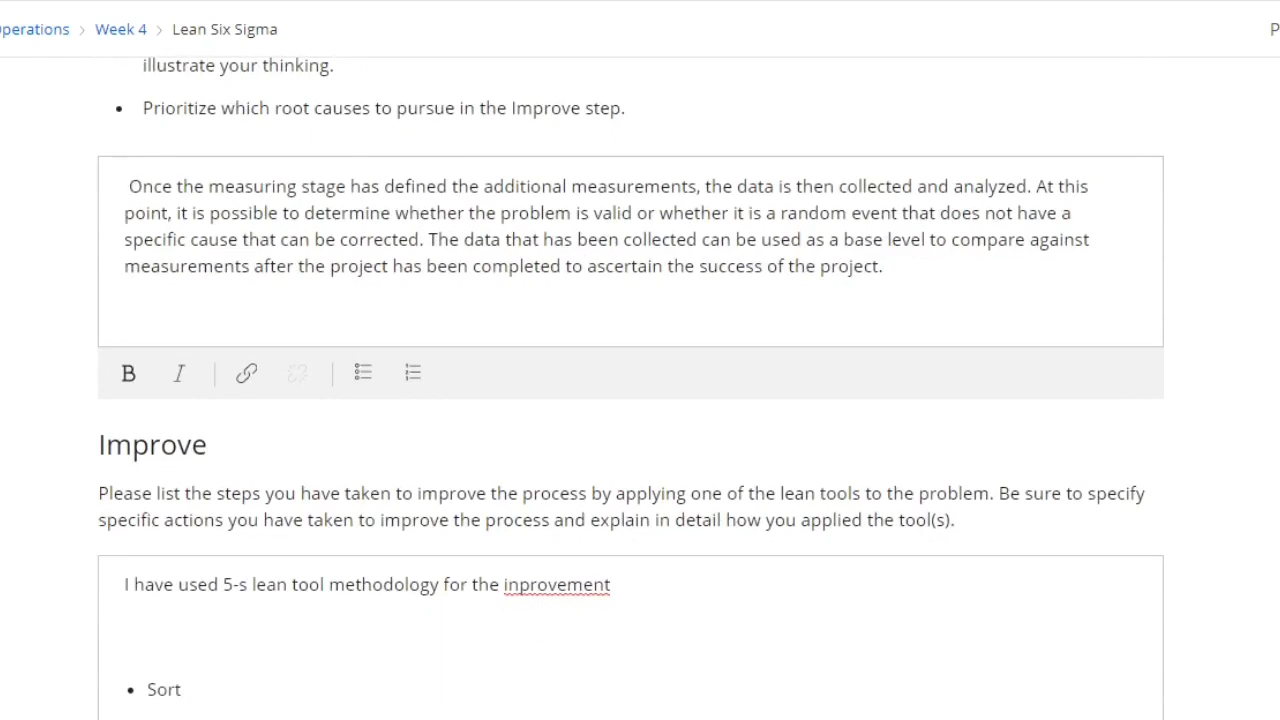 perations > Week 4 > Lean Six Sigma P
illustrate your thinking.
• Prioritize which root causes to pursue in the Improve step.
Once the measuring stage has defined the additional measurements, the data is then collected and analyzed. At this
point, it is possible to determine whether the problem is valid or whether it is a random event that does not have a
specific cause that can be corrected. The data that has been collected can be used as a base level to compare against
measurements after the project has been completed to ascertain the success of the project.
B I
Improve
Please list the steps you have taken to improve the process by applying one of the lean tools to the problem. Be sure to specify
specific actions you have taken to improve the process and explain in detail how you applied the tool(s).
I have used 5-s lean tool methodology for the inprovement
• Sort